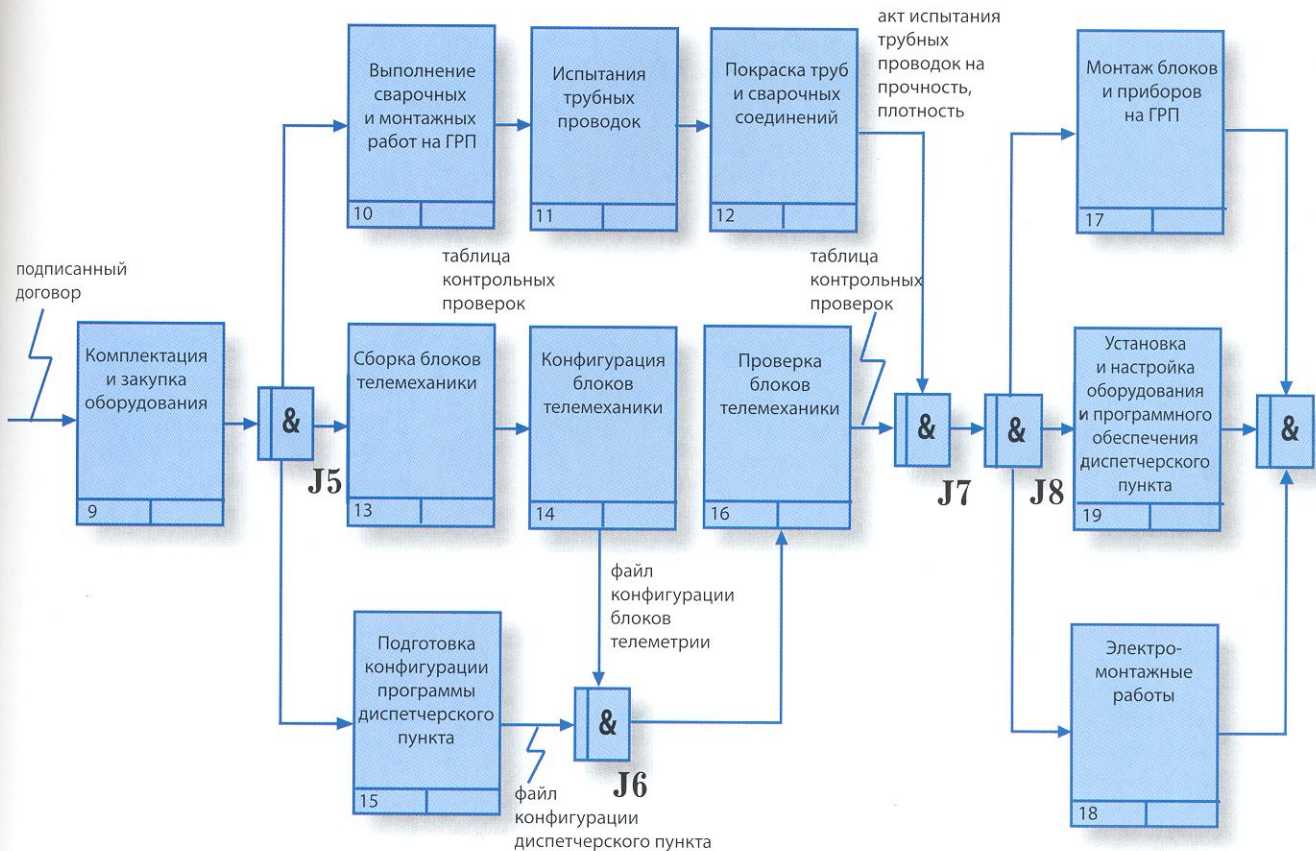 Выполнение
сварочных
и монтажных
работ на ГРП
10
Испытания
трубных
проводок
11
Покраска труб
и сварочных
соединений
12
акт испытания
трубных
проводок на
прочность,
плотность
Монтаж блоков
и приборов
на ГРП
17
подписанный
договор
Комплектация
и закупка
оборудования
9
&
J5
таблица
контрольных
проверок
Сборка блоков
телемеханики
13
Конфигурация
блоков
телемеханики
14
Проверка
блоков
телемеханики
16
таблица
контрольных
проверок
&
J7
&
J8
Установка
и настройка
оборудования
и программного
обеспечения
диспетчерского
пункта
19
&
файл
конфигурации
блоков
телеметрии
Подготовка
конфигурации
программы
диспетчерского
пункта
15
&
J6
файл
конфигурации
диспетчерского пункта
Электро-
монтажные
работы
18